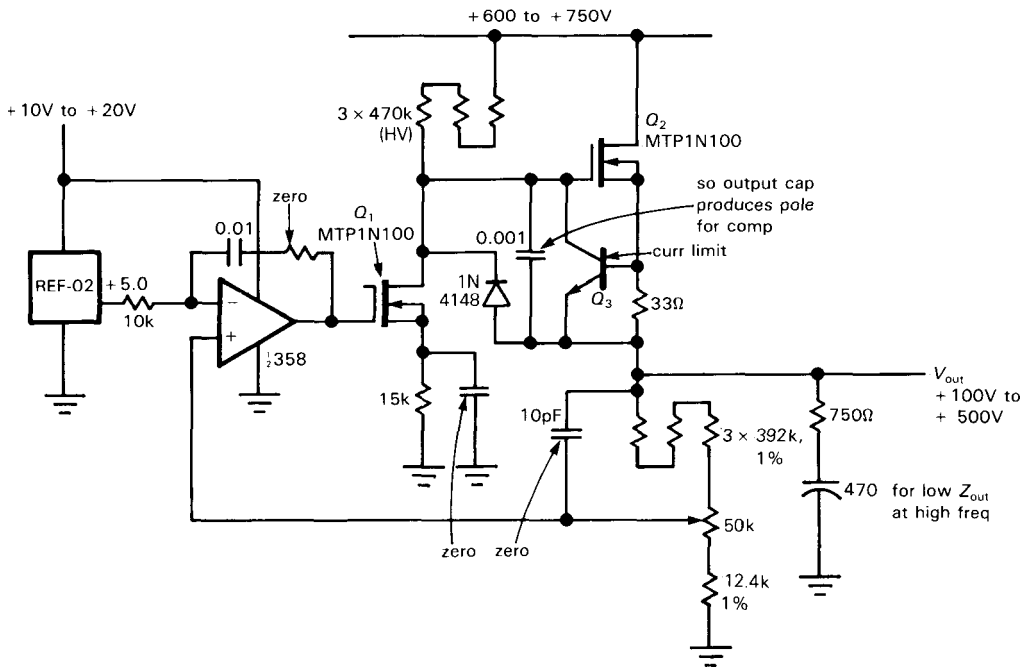 +600 to +750V
+10V to +20V
3 × 470k
(HV)
Q2
MTP1N100
so output cap
produces pole
for comp
zero
Q1
MTP1N100
0.01
0.001
curr limit
REF-02
+5.0
10k
−
+
½358
1N
4148
Q3
33Ω
15k
10pF
Vout
+100V to
+500V
750Ω
3 × 392k,
1%
470
for low Zout
at high freq
50k
zero
zero
12.4k
1%